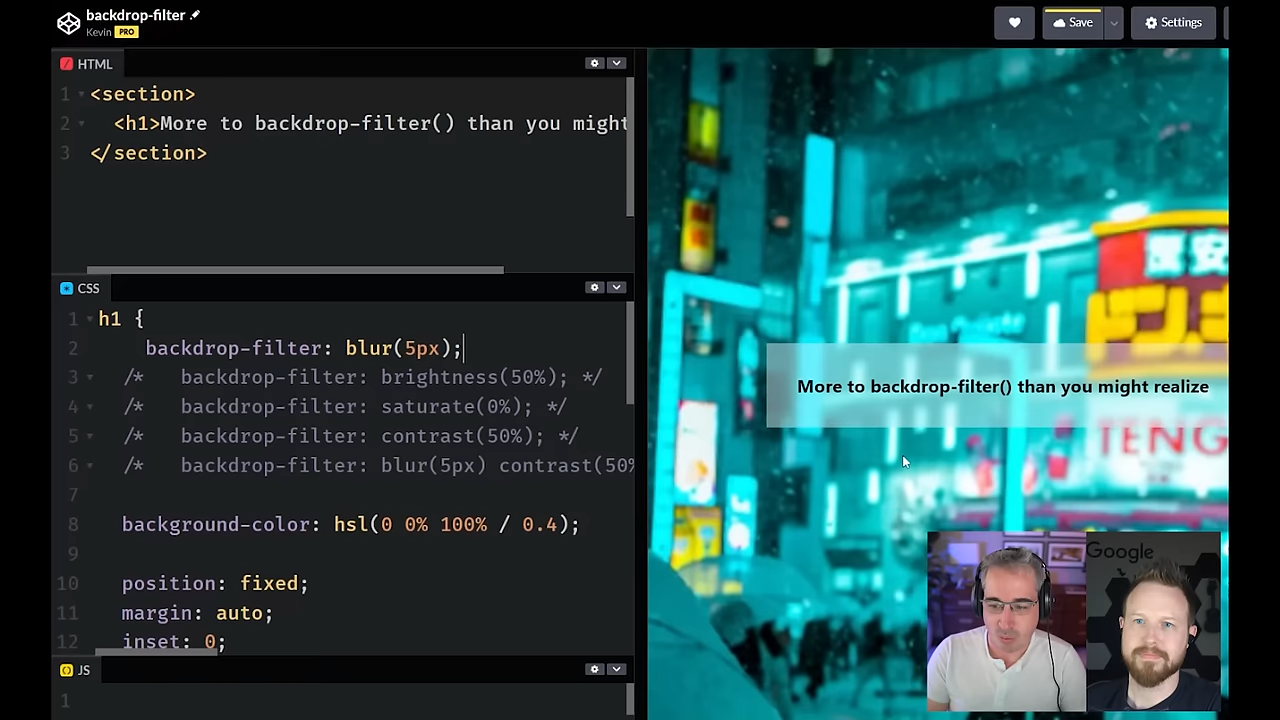 backdrop-filter
Kevin PRO
Save
Settings
HTML
1 <section>
2 <h1>More to backdrop-filter() than you might
3 </section>
CSS
1 h1 {
2 backdrop-filter: blur(5px);
3 /* backdrop-filter: brightness(50%); */
4 /* backdrop-filter: saturate(0%); */
5 /* backdrop-filter: contrast(50%); */
6 /* backdrop-filter: blur(5px) contrast(50%
7
8 background-color: hsl(0 0% 100% / 0.4);
9
10 position: fixed;
11 margin: auto;
12 inset: 0;
JS
1
More to backdrop-filter() than you might realize
TENG
Google